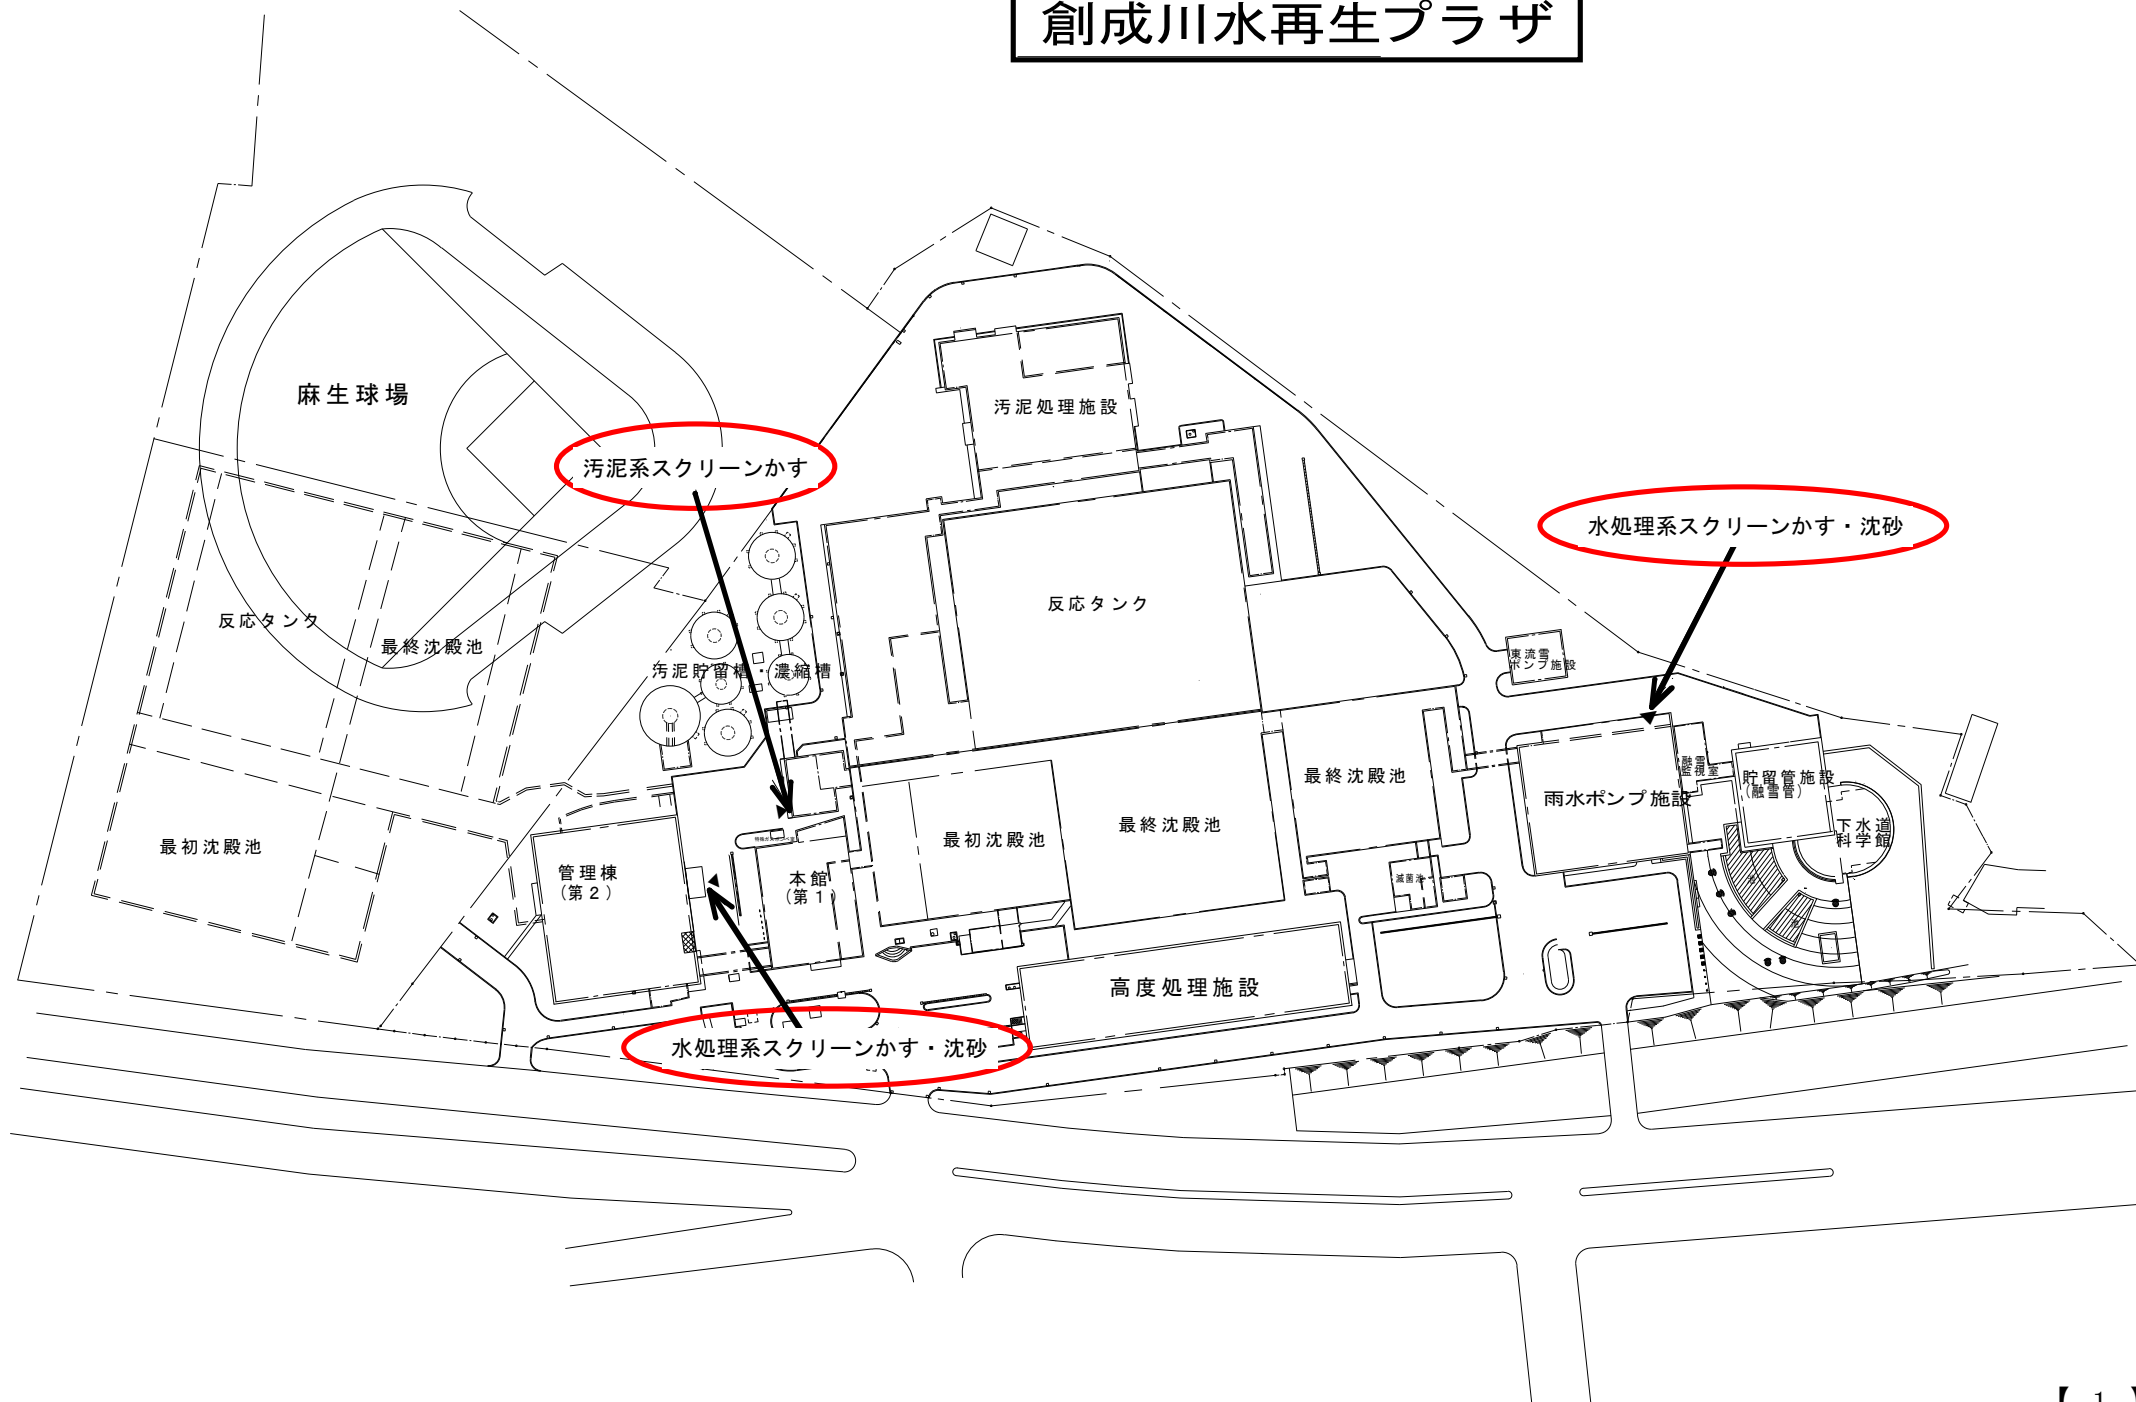 創成川水再生プラザ
麻生球場
汚泥処理施設
汚泥系スクリーンかす
水処理系スクリーンかす・沈砂
反応タンク
反応タンク
最終沈殿池
東流雪
ポンプ施設
汚泥貯留槽・濃縮槽
融雪
監視室
最終沈殿池
貯留管施設
(融雪管)
雨水ポンプ施設
最初沈殿池
最初沈殿池
最終沈殿池
下水道
科学館
管理棟
(第2)
本館
(第1)
滅菌池
高度処理施設
水処理系スクリーンかす・沈砂
【 1 】